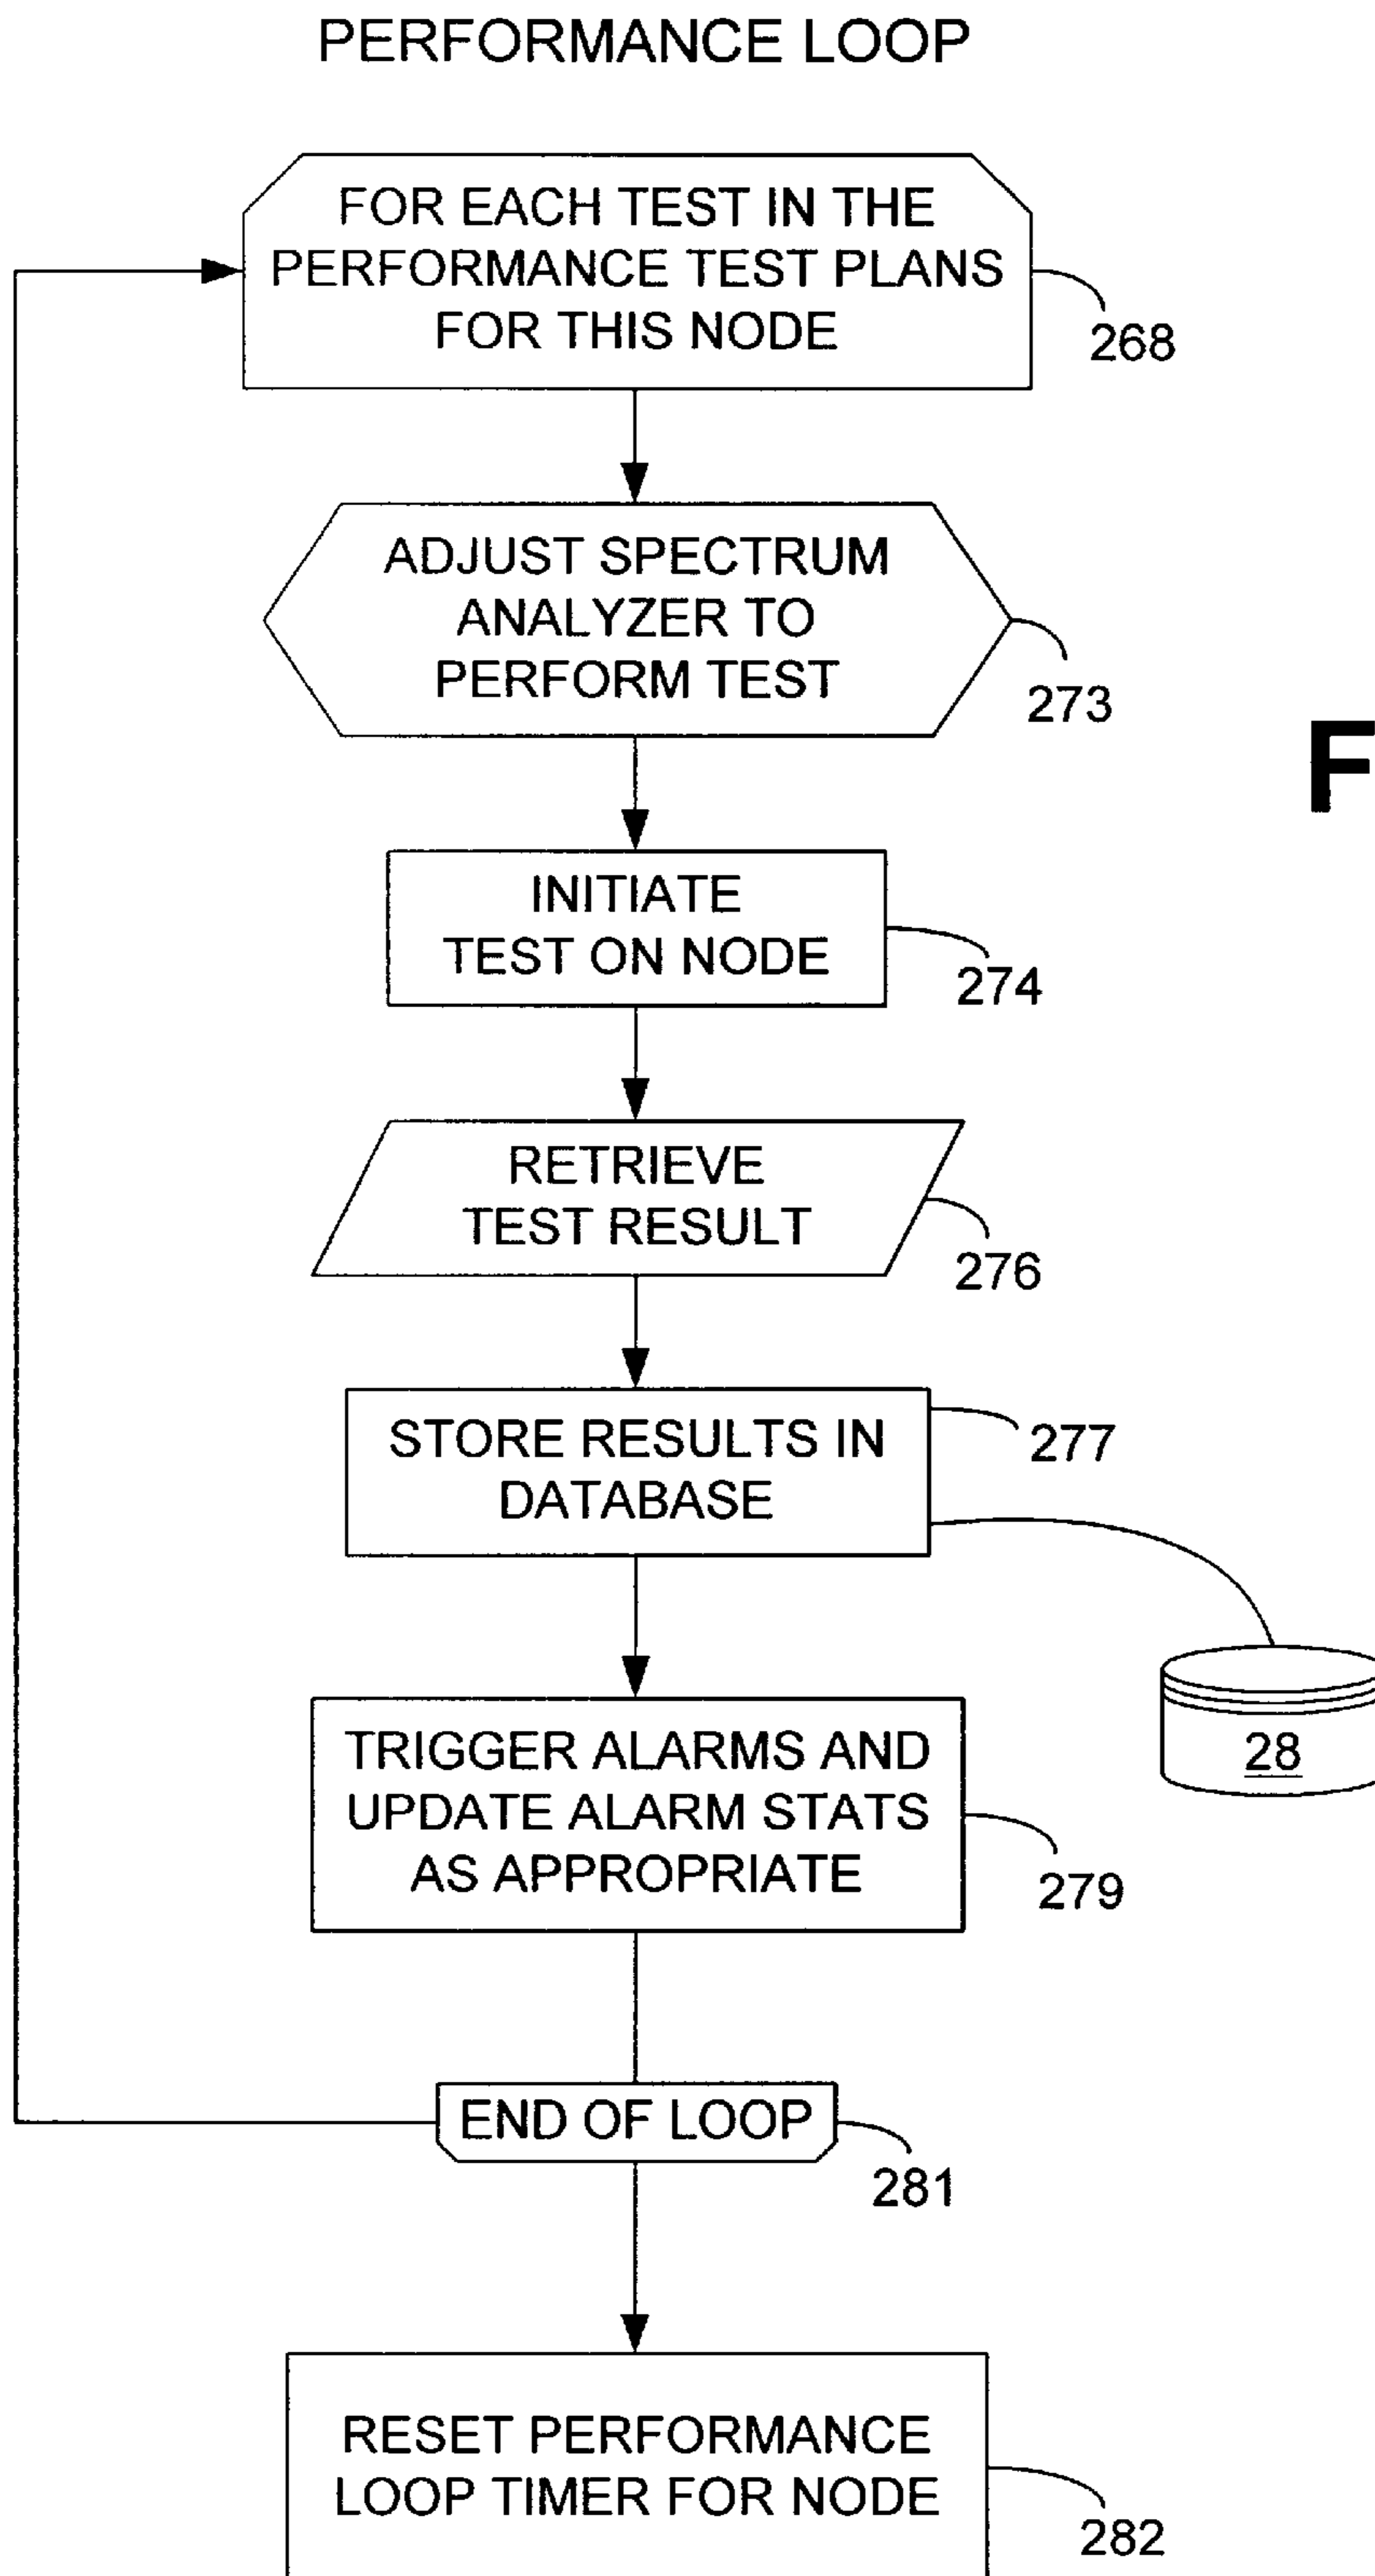 PERFORMANCE LOOP
FOR EACH TEST IN THE
PERFORMANCE TEST PLANS
FOR THIS NODE
268
ADJUST SPECTRUM
ANALYZER TO
PERFORM TEST
273
F
INITIATE
TEST ON NODE
274
RETRIEVE
TEST RESULT
276
STORE RESULTS IN
DATABASE
277
28
TRIGGER ALARMS AND
UPDATE ALARM STATS
AS APPROPRIATE
279
END OF LOOP
281
RESET PERFORMANCE
LOOP TIMER FOR NODE
282